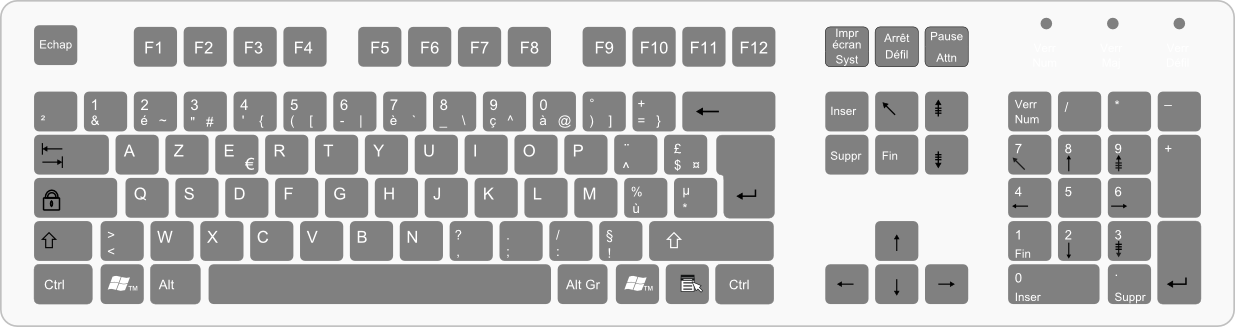 Echap F1 F2 F3 F4 F5 F6 F7 F8 F9 F10 F11 F12
Impr
écran
Syst
Arrêt
Défil
Pause
Attn
²
1
&
2
é ~
3
" #
4
' {
5
( [
6
- |
7
è `
8
_ \
9
ç ^
0
à @
°
) ]
+
= }
Inser
Verr
Num
/
*
–
A Z
E
€
R T Y U I O P
¨
^
£
$ ¤
Suppr
Fin
7
8
9
+
Q S D F G H J K L M
%
ù
µ
*
4
5
6
>
<
W X C V B N
?
,
.
;
/
:
§
!
1
Fin
2
3
Ctrl
TM
Alt
Alt Gr
TM
Ctrl
0
Inser
.
Suppr